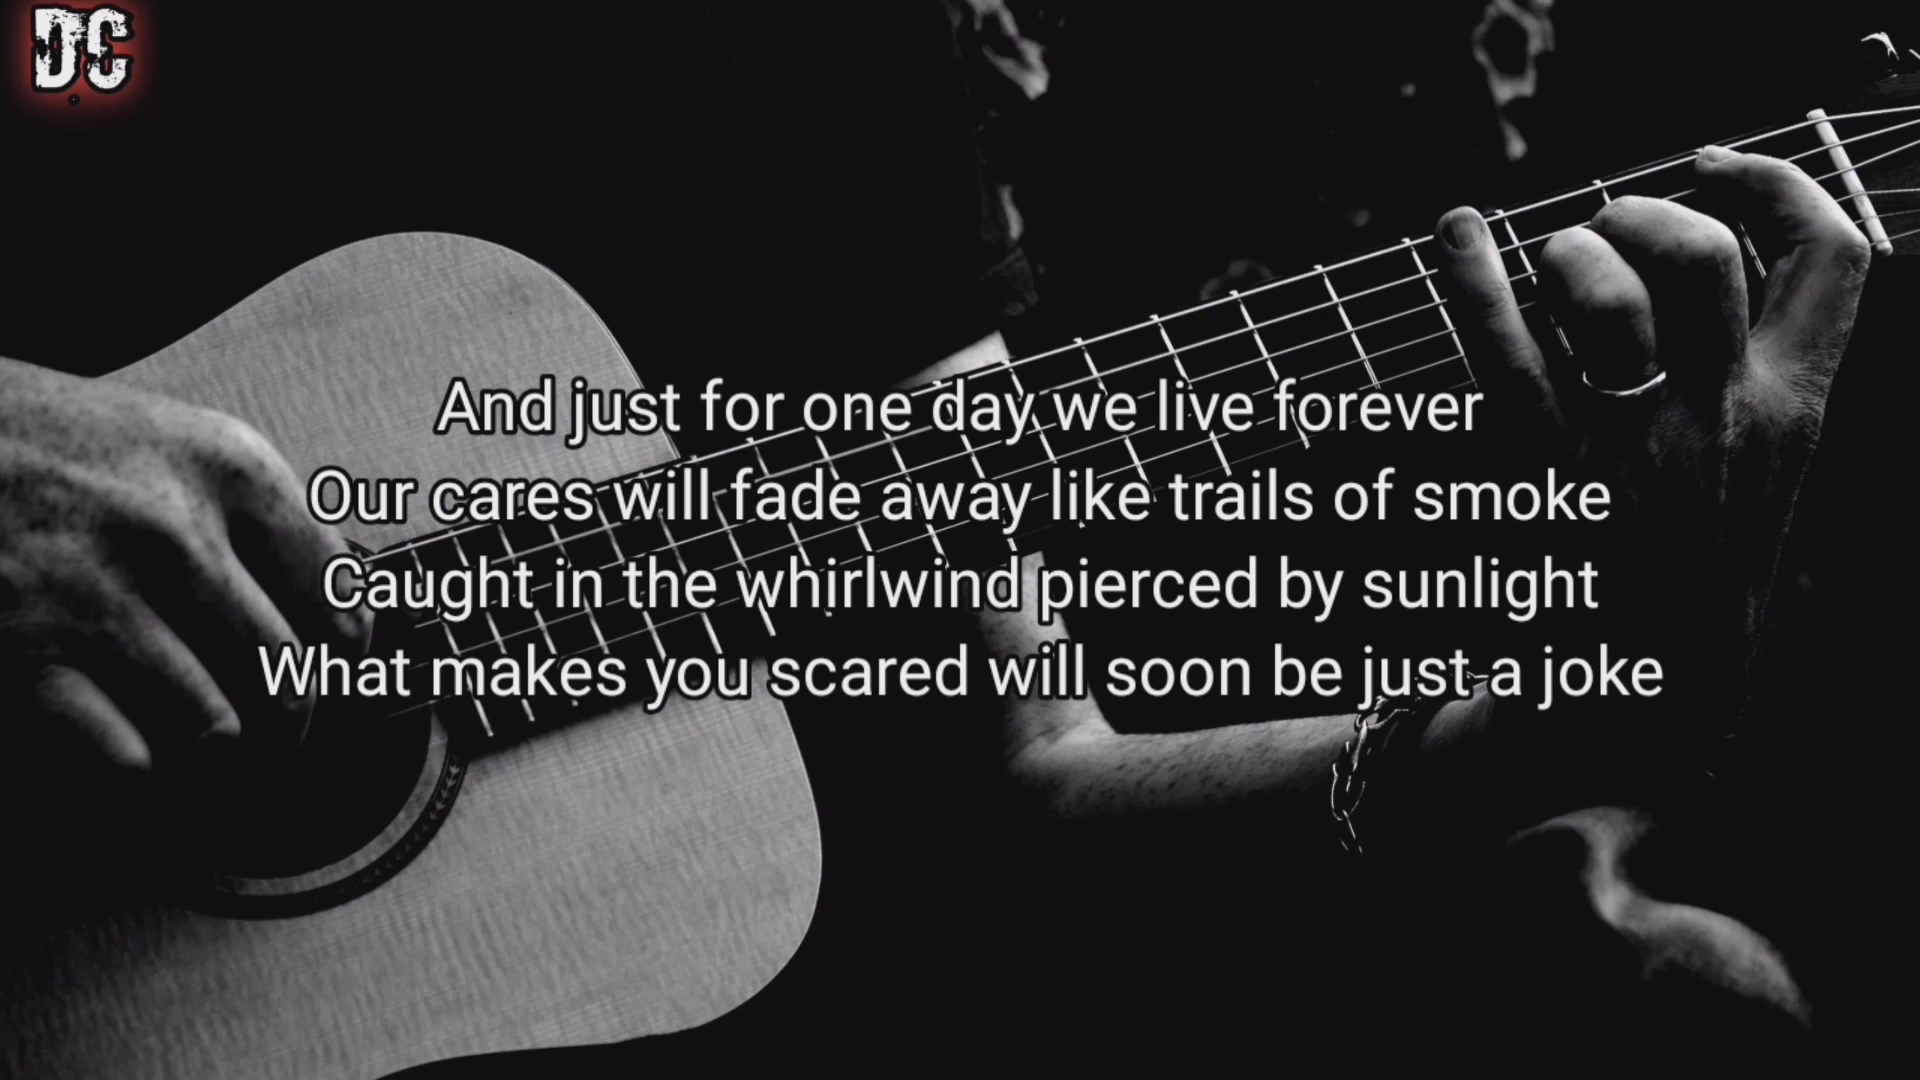 DC
And just for one day we live forever
Our cares will fade away like trails of smoke
Caught in the whirlwind pierced by sunlight
What makes you scared will soon be just a joke